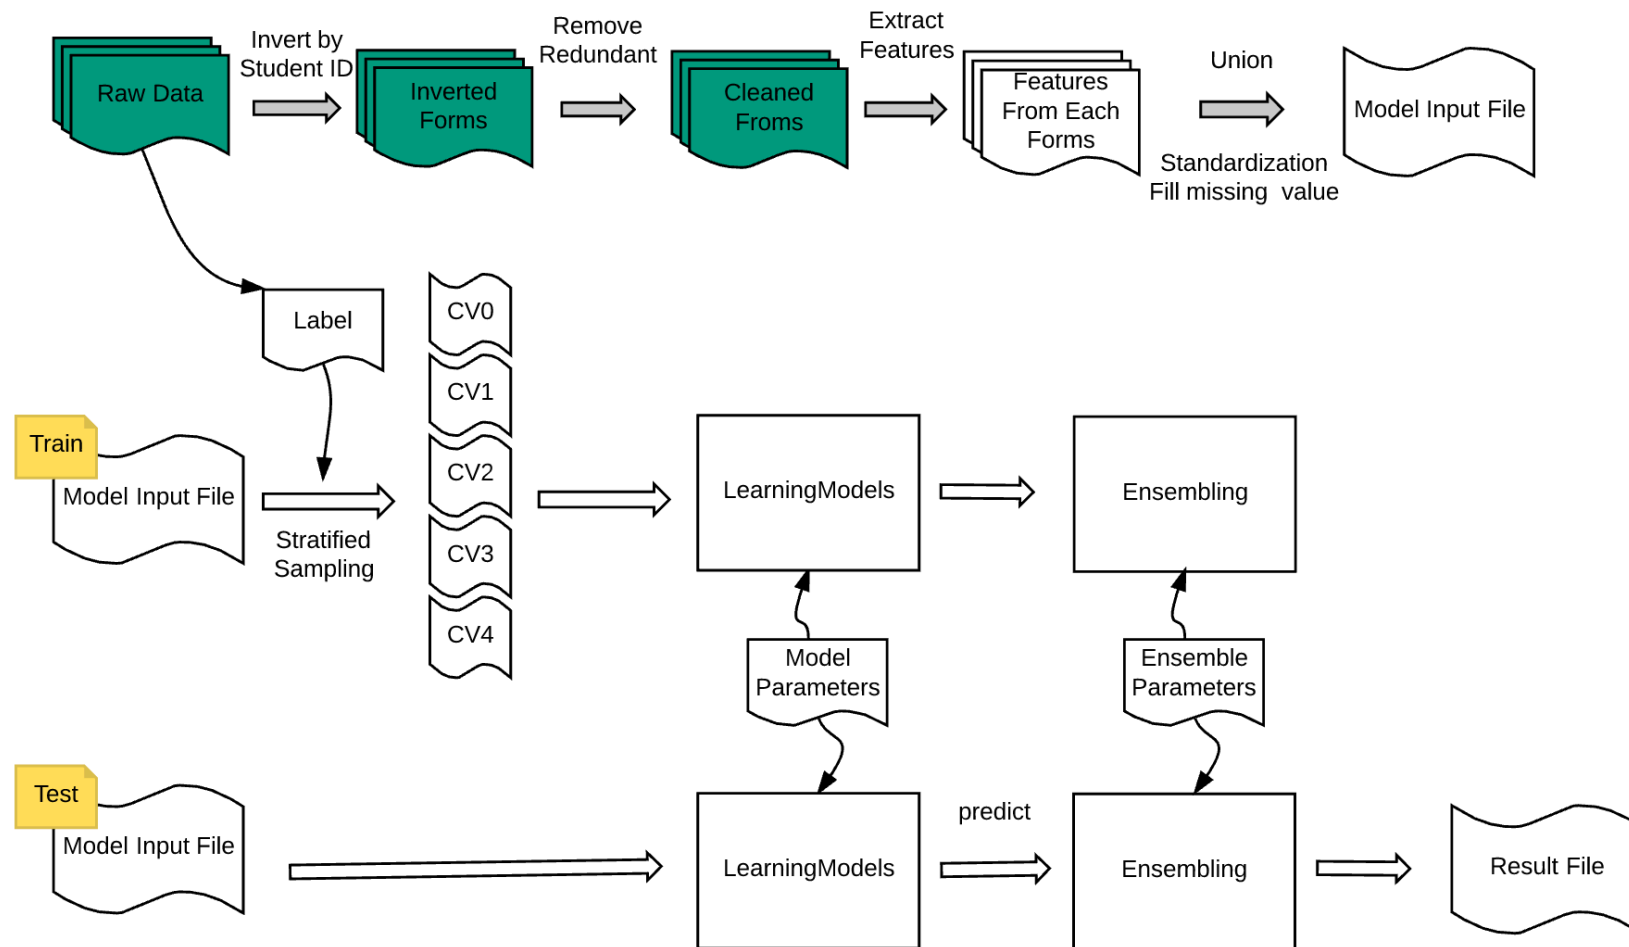 Raw Data
Invert by
Student ID
Inverted
Forms
Remove
Redundant
Cleaned
Froms
Extract
Features
Features
From Each
Forms
Union
Standardization
Fill missing value
Model Input File
Label
CV0
CV1
CV2
CV3
CV4
Train
Model Input File
Stratified
Sampling
LearningModels
Ensembling
Model
Parameters
Ensemble
Parameters
Test
Model Input File
LearningModels
predict
Ensembling
Result File